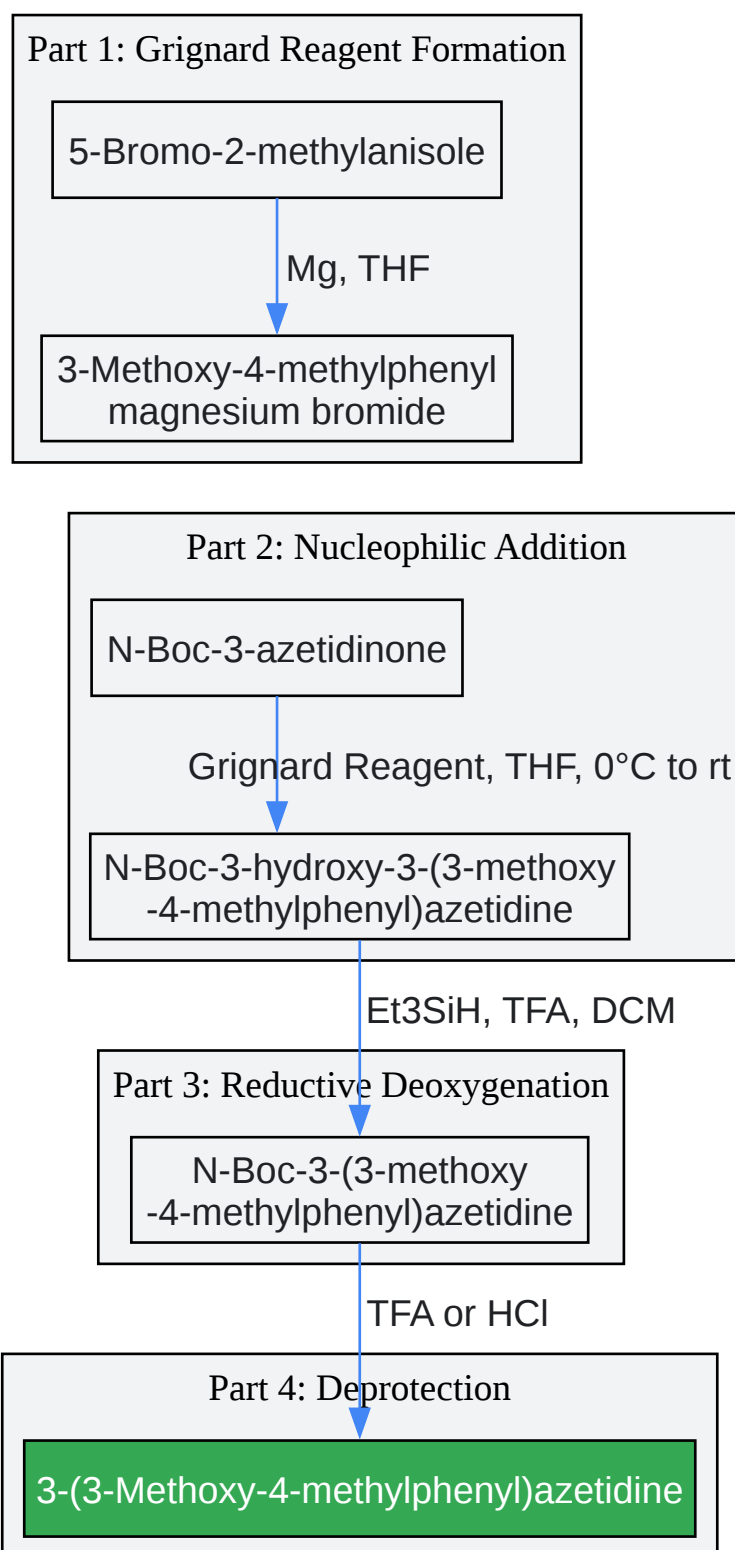 Part 1: Grignard Reagent Formation
5-Bromo-2-methylanisole
Mg, THF
3-Methoxy-4-methylphenyl
magnesium bromide
Part 2: Nucleophilic Addition
N-Boc-3-azetidinone
Grignard Reagent, THF, 0°C to rt
N-Boc-3-hydroxy-3-(3-methoxy
-4-methylphenyl)azetidine
Et3SiH, TFA, DCM
Part 3: Reductive Deoxygenation
N-Boc-3-(3-methoxy
-4-methylphenyl)azetidine
TFA or HCl
Part 4: Deprotection
3-(3-Methoxy-4-methylphenyl)azetidine